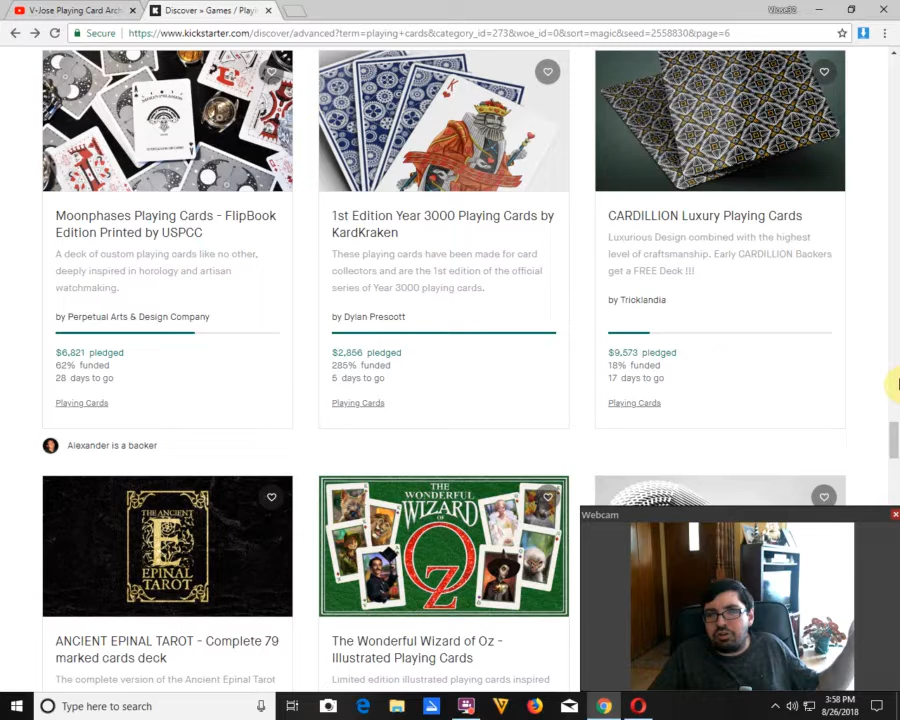 V-Jose Playing Card Arch
Discover » Games / Playi
VJose32
Secure
https://www.kickstarter.com/discover/advanced?term=playing+cards&category_id=273&woe_id=0&sort=magic&seed=2558830&page=6
Moonphases Playing Cards - FlipBook
Edition Printed by USPCC
A deck of custom playing cards like no other,
deeply inspired in horology and artisan
watchmaking.
by Perpetual Arts & Design Company
$6,821 pledged
62% funded
28 days to go
Playing Cards
1st Edition Year 3000 Playing Cards by
KardKraken
These playing cards have been made for card
collectors and are the 1st edition of the official
series of Year 3000 playing cards.
by Dylan Prescott
$2,856 pledged
285% funded
5 days to go
Playing Cards
CARDILLION Luxury Playing Cards
Luxurious Design combined with the highest
level of craftsmanship. Early CARDILLION Backers
get a FREE Deck !!!
by Tricklandia
$9,573 pledged
18% funded
17 days to go
Playing Cards
Alexander is a backer
THE ANCIENT
E
EPINAL
TAROT
ANCIENT EPINAL TAROT - Complete 79
marked cards deck
The complete version of the Ancient Epinal Tarot
THE
WONDERFUL
WIZARD
OF
OZ
The Wonderful Wizard of Oz -
Illustrated Playing Cards
Limited edition illustrated playing cards inspired
Webcam
Type here to search
3:58 PM
8/26/2018